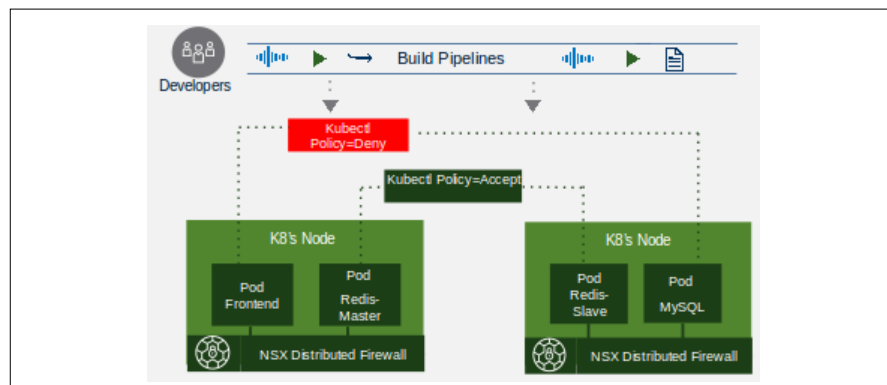 Build Pipelines
Developers
Kubectl
Policy=Deny
Kubectl Policy=Accept
K8's Node
Pod
Frontend
Pod
Redis-
Master
NSX Distributed Firewall
K8's Node
Pod
Redis-
Slave
Pod
MySQL
NSX Distributed Firewall